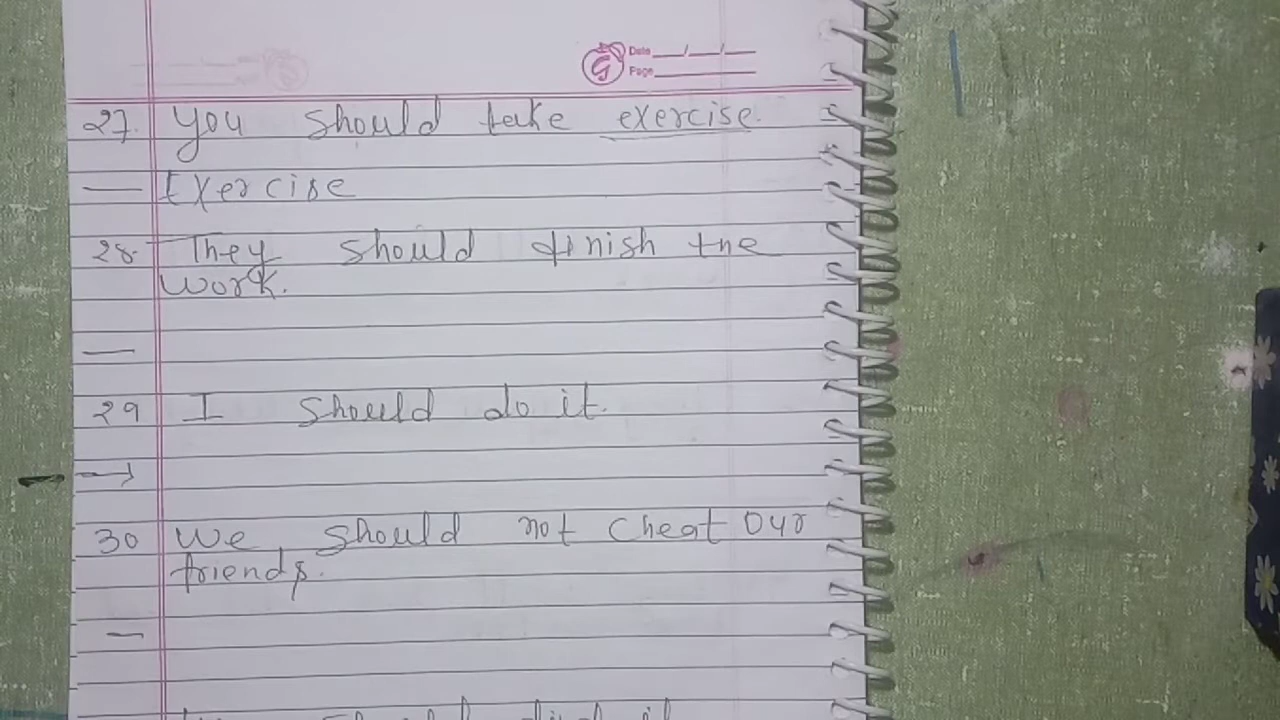 Date
Page
27. You should take exercise.
Exercise
28. They should finish the
work.
29 I should do it.
30 We should not cheat our
friends.
should